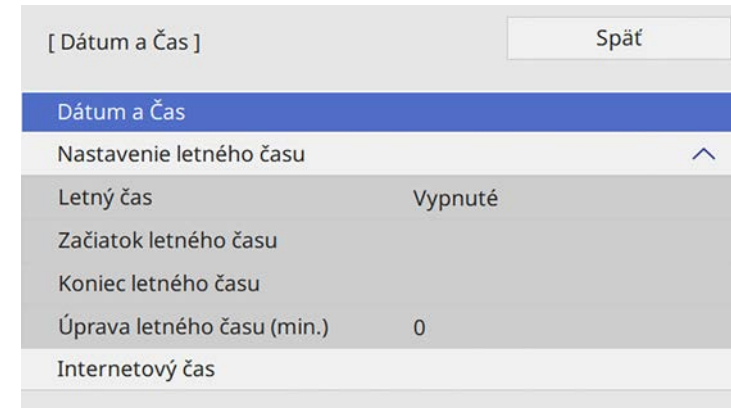 [ Dátum a Čas ] Späť
Dátum a Čas
Nastavenie letného času
Letný čas Vypnuté
Začiatok letného času
Koniec letného času
Úprava letného času (min.) 0
Internetový čas